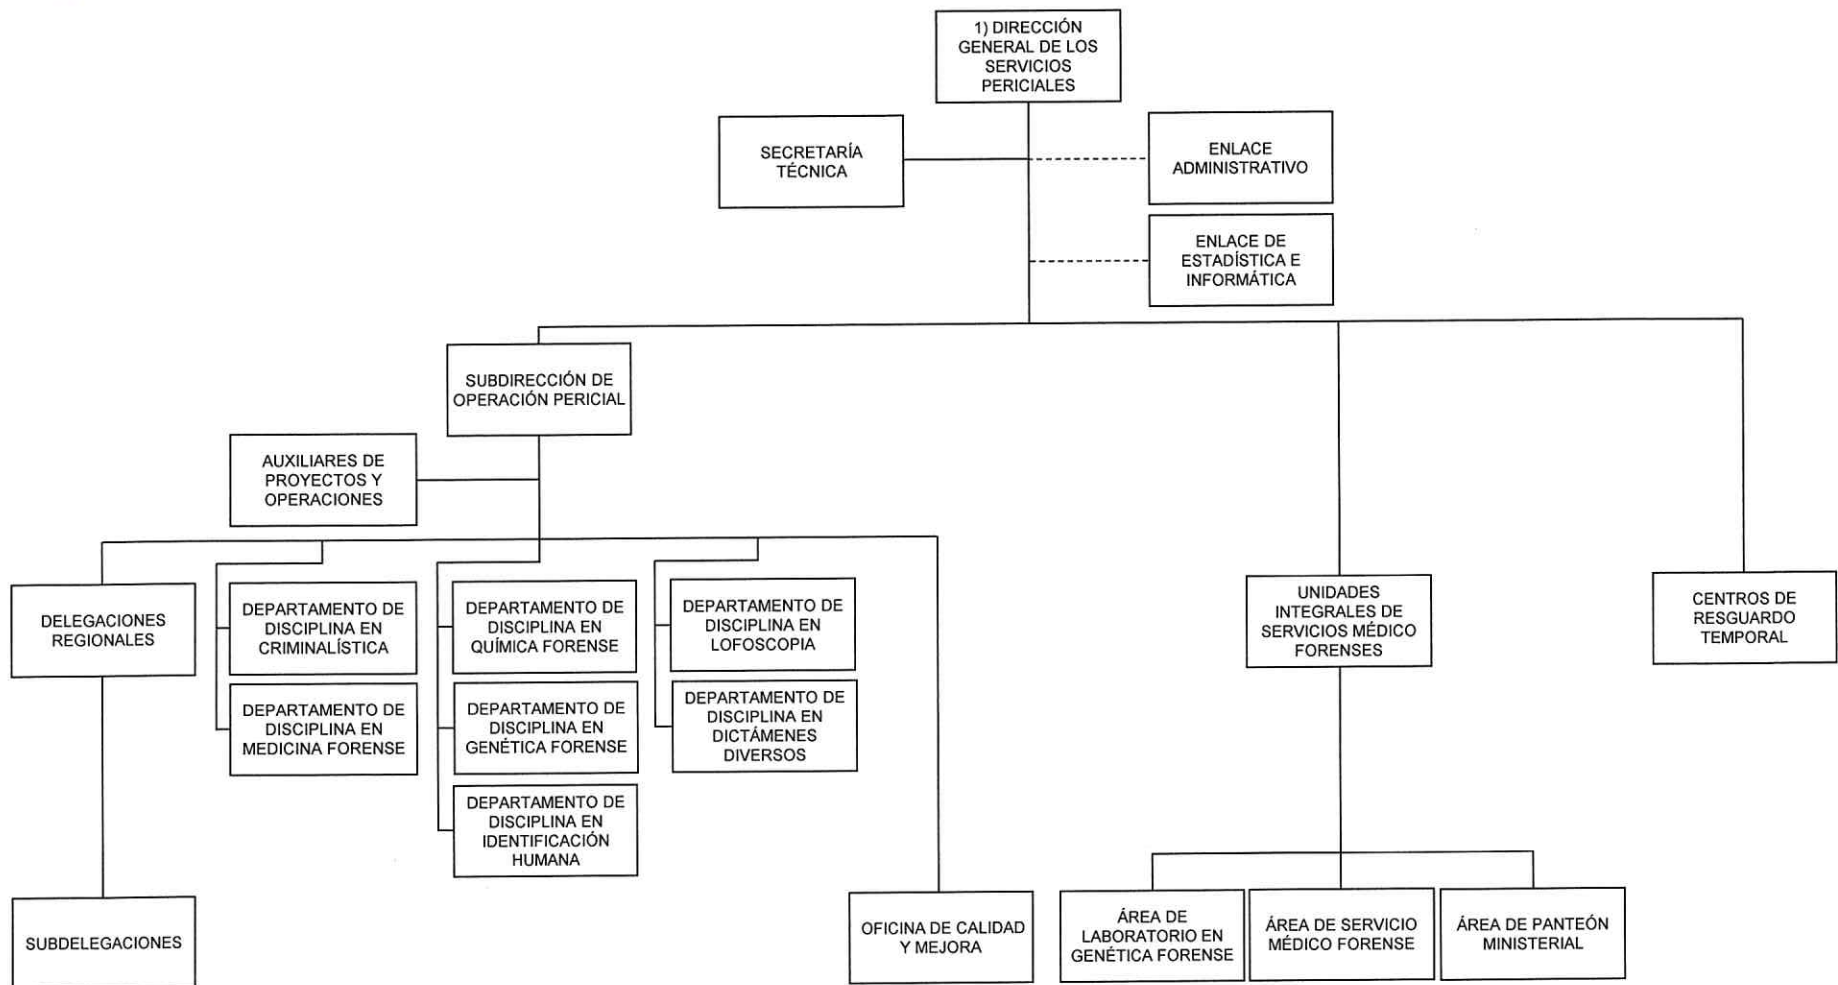 1) DIRECCIÓN
GENERAL DE LOS
SERVICIOS
PERICIALES
SECRETARÍA
TÉCNICA
ENLACE
ADMINISTRATIVO
ENLACE DE
ESTADÍSTICA E
INFORMÁTICA
SUBDIRECCIÓN DE
OPERACIÓN PERICIAL
AUXILIARES DE
PROYECTOS Y
OPERACIONES
DELEGACIONES
REGIONALES
DEPARTAMENTO DE
DISCIPLINA EN
CRIMINALÍSTICA
DEPARTAMENTO DE
DISCIPLINA EN
QUÍMICA FORENSE
DEPARTAMENTO DE
DISCIPLINA EN
LOFOSCOPIA
UNIDADES
INTEGRALES DE
SERVICIOS MÉDICO
FORENSES
CENTROS DE
RESGUARDO
TEMPORAL
DEPARTAMENTO DE
DISCIPLINA EN
MEDICINA FORENSE
DEPARTAMENTO DE
DISCIPLINA EN
GENÉTICA FORENSE
DEPARTAMENTO DE
DISCIPLINA EN
DICTÁMENES
DIVERSOS
DEPARTAMENTO DE
DISCIPLINA EN
IDENTIFICACIÓN
HUMANA
SUBDELEGACIONES
OFICINA DE CALIDAD
Y MEJORA
ÁREA DE
LABORATORIO EN
GENÉTICA FORENSE
ÁREA DE SERVICIO
MÉDICO FORENSE
ÁREA DE PANTEÓN
MINISTERIAL